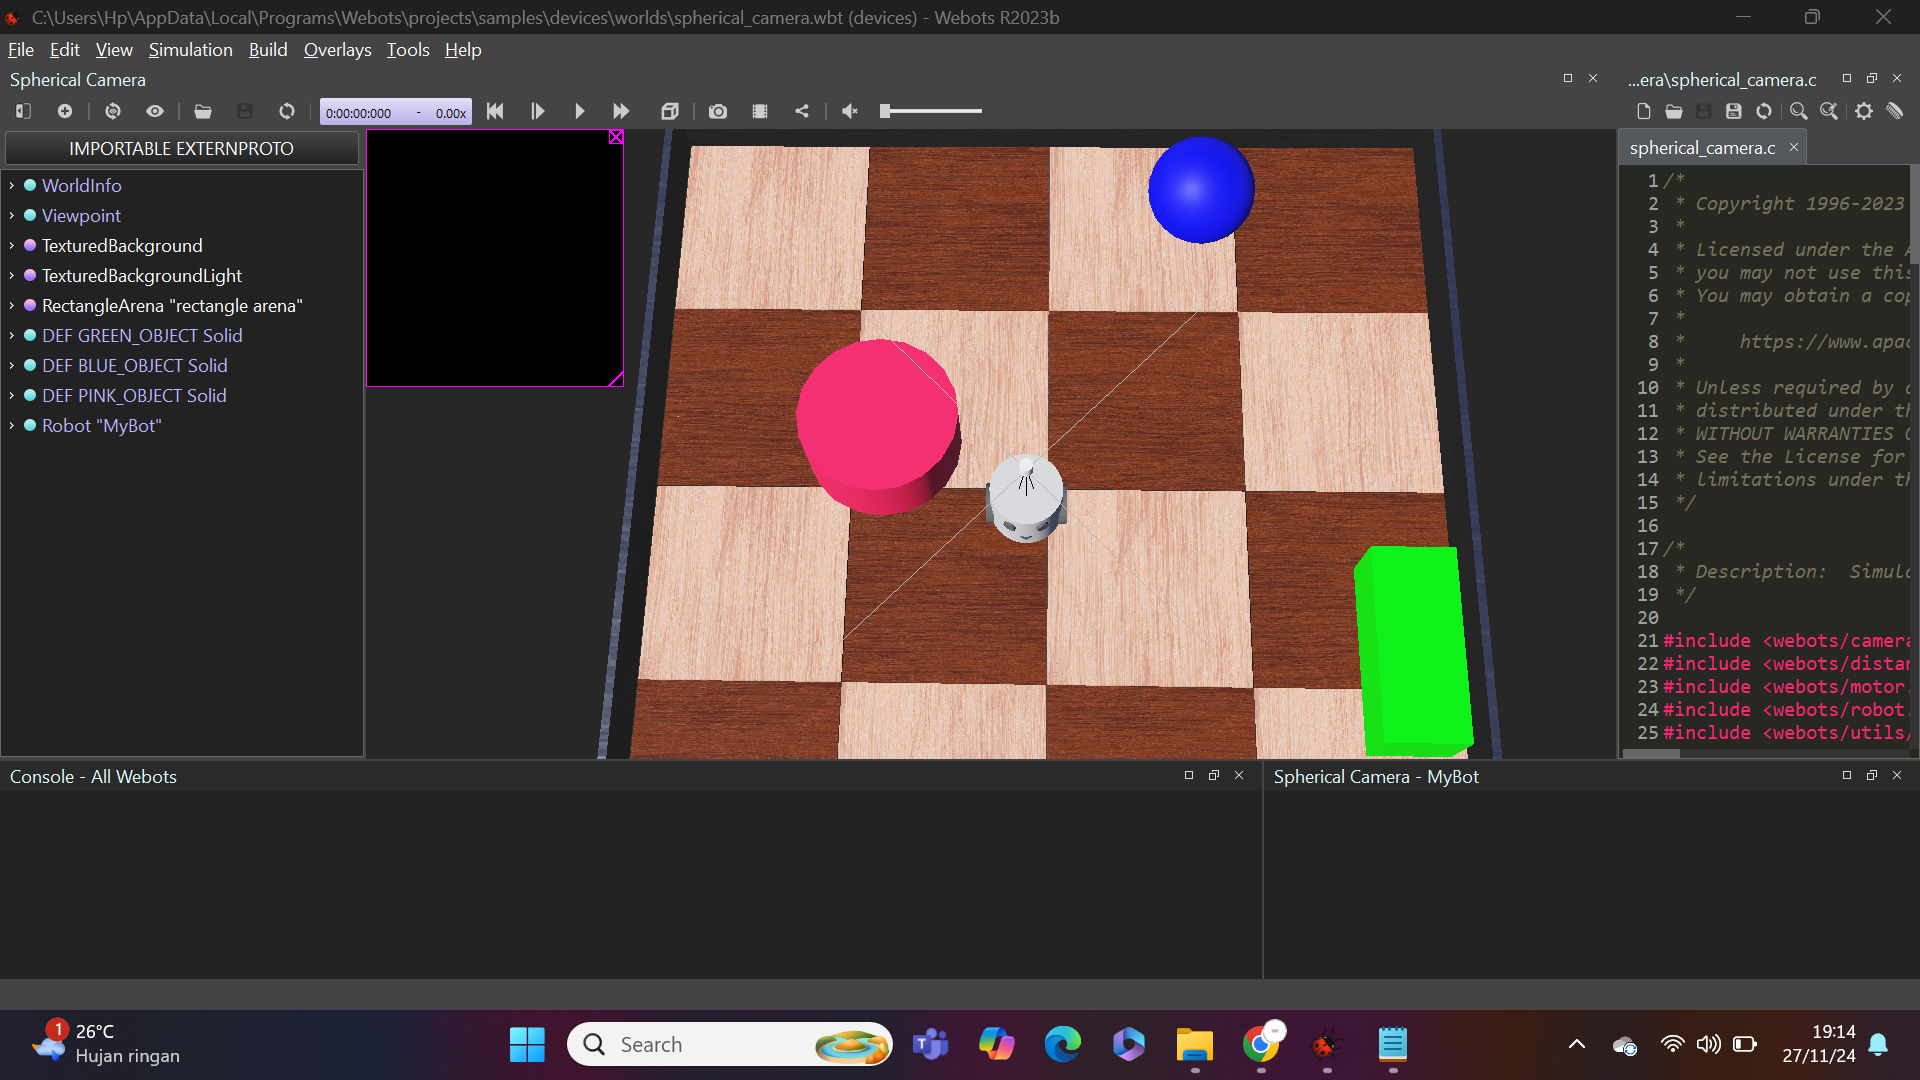 C:\Users\Hp\AppData\Local\Programs\Webots\projects\samples\devices\worlds\spherical_camera.wbt (devices) - Webots R2023b
File Edit View Simulation Build Overlays Tools Help
Spherical Camera
...era\spherical_camera.c
0:00:00:000 - 0.00x
IMPORTABLE EXTERNPROTO
WorldInfo
Viewpoint
TexturedBackground
TexturedBackgroundLight
RectangleArena "rectangle arena"
DEF GREEN_OBJECT Solid
DEF BLUE_OBJECT Solid
DEF PINK_OBJECT Solid
Robot "MyBot"
spherical_camera.c
1 /*
2 * Copyright 1996-2023
3 *
4 * Licensed under the
5 * you may not use this
6 * You may obtain a
7 *
8 * https://www.apac
9 *
10 * Unless required by
11 * distributed under
12 * WITHOUT WARRANTIES
13 * See the License for
14 * limitations under
15 */
16
17 /*
18 * Description: Simul
19 */
20
21 #include <webots/camera
22 #include <webots/distan
23 #include <webots/motor.
24 #include <webots/robot.
25 #include <webots/utils/
Console - All Webots
Spherical Camera - MyBot
1
26°C
Hujan ringan
Search
19:14
27/11/24